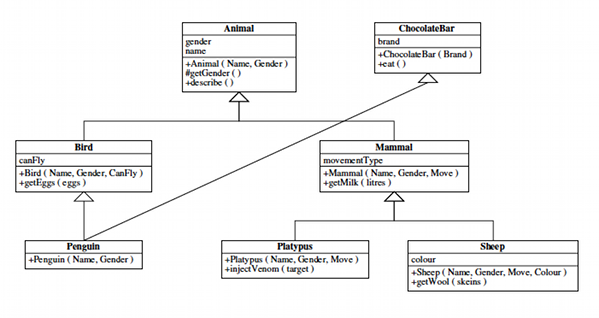 Animal
gender
name
+Animal ( Name, Gender )
#getGender ( )
+describe ( )
ChocolateBar
brand
+ChocolateBar ( Brand )
+eat ( )
Bird
canFly
+Bird ( Name, Gender, CanFly )
+getEggs ( eggs )
Mammal
movementType
+Mammal ( Name, Gender, Move )
+getMilk ( litres )
Penguin
+Penguin ( Name, Gender )
Platypus
+Platypus ( Name, Gender, Move )
+injectVenom ( target )
Sheep
colour
+Sheep ( Name, Gender, Move, Colour )
+getWool ( skeins )